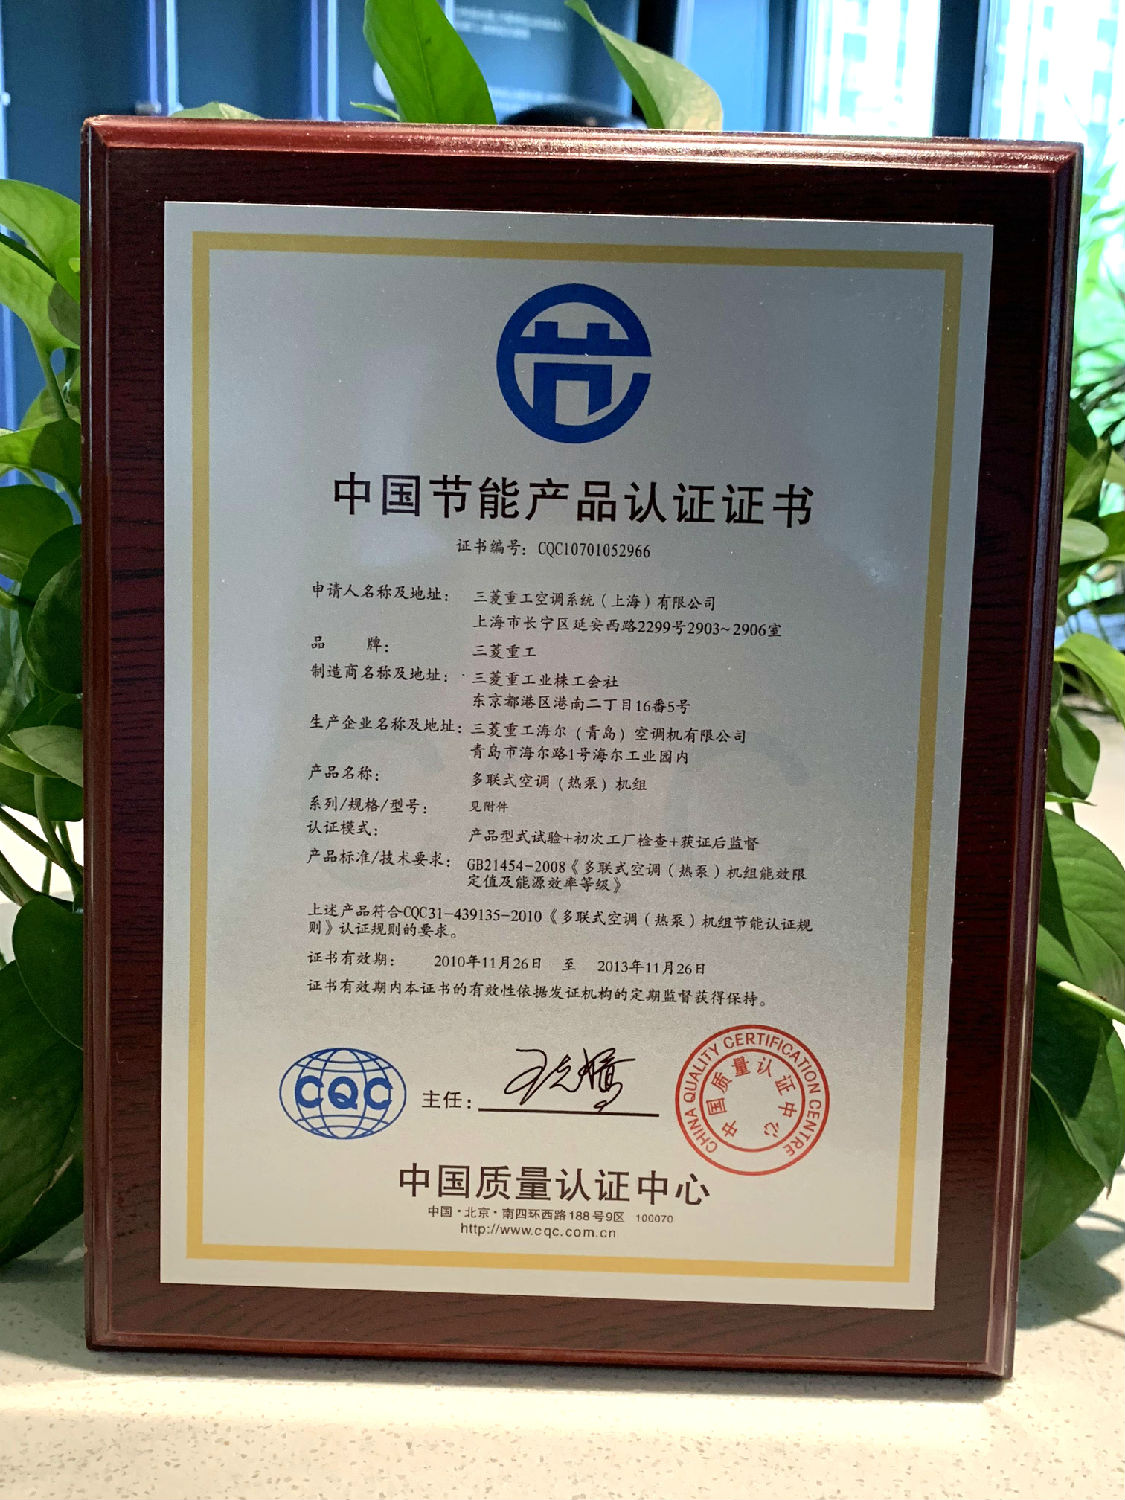 中国节能产品认证证书
证书编号：CQC10701052966
申请人名称及地址： 三菱重工空调系统（上海）有限公司
上海市长宁区延安西路2299号2903~2906室
品 牌： 三菱重工
制造商名称及地址： 三菱重工业株工会社
东京都港区港南二丁目16番5号
生产企业名称及地址： 三菱重工海尔（青岛）空调机有限公司
青岛市海尔路1号海尔工业园内
产品名称： 多联式空调（热泵）机组
系列/规格/型号： 见附件
认证模式： 产品型式试验+初次工厂检查+获证后监督
产品标准/技术要求： GB21454-2008《多联式空调（热泵）机组能效限
定值及能源效率等级》
上述产品符合CQC31-439135-2010《多联式空调（热泵）机组节能认证规
则》认证规则的要求。
证书有效期： 2010年11月26日 至 2013年11月26日
证书有效期内本证书的有效性依据发证机构的定期监督获得保持。
CQC
主任：
CHINA QUALITY CERTIFICATION CENTRE
中国质量认证中心
中国质量认证中心
中国·北京·南四环西路188号9区 100070
http://www.cqc.com.cn